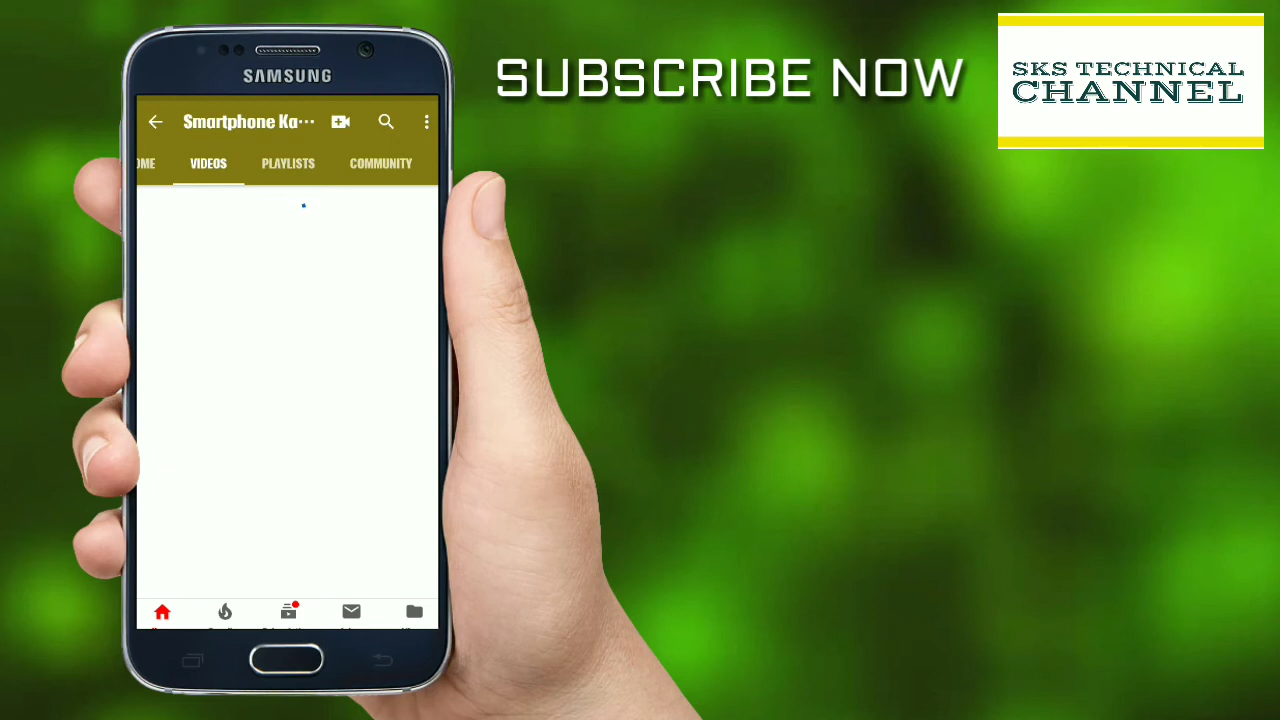 SUBSCRIBE NOW
SKS TECHNICAL
CHANNEL
SAMSUNG
Smartphone Ka...
OME VIDEOS PLAYLISTS COMMUNITY